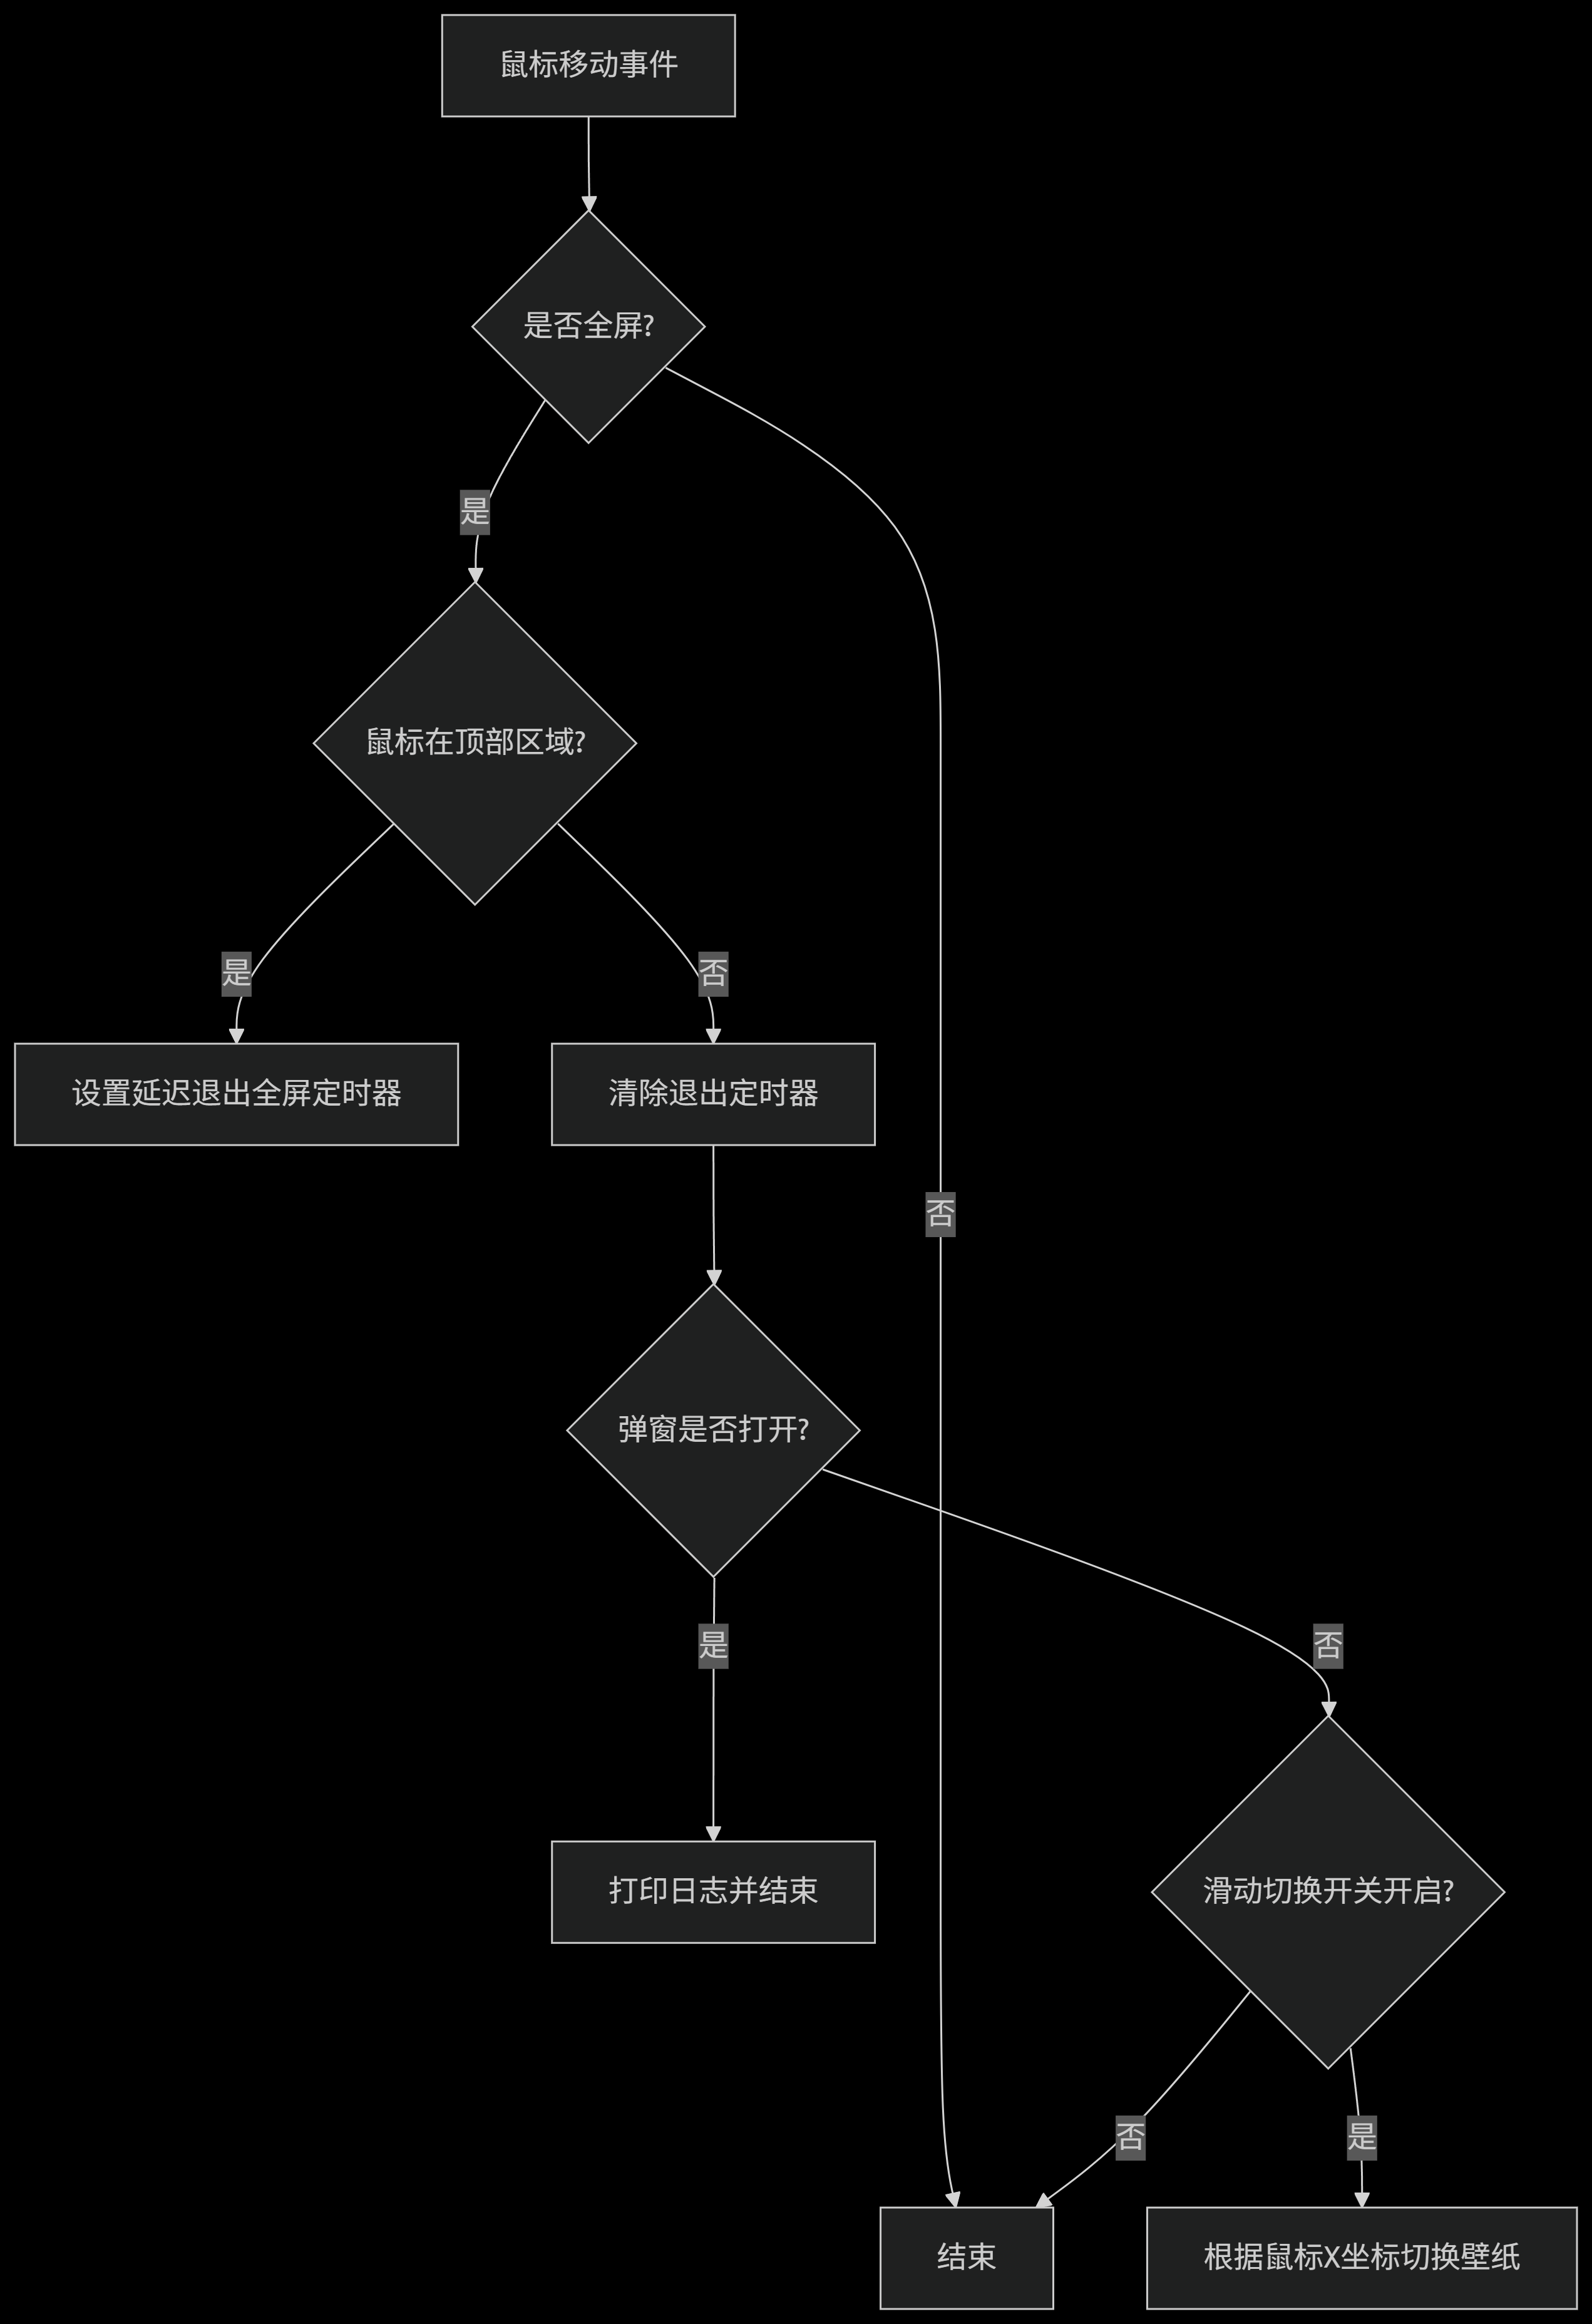 鼠标移动事件
是否全屏?
是
鼠标在顶部区域?
是
否
设置延迟退出全屏定时器
清除退出定时器
否
弹窗是否打开?
是
否
打印日志并结束
滑动切换开关开启?
否
是
结束
根据鼠标X坐标切换壁纸